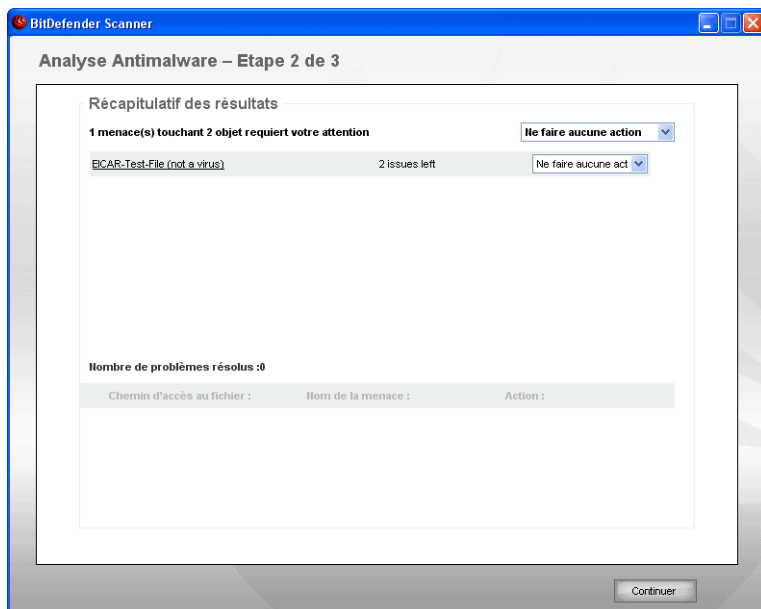 BitDefender Scanner
Analyse Antimalware – Etape 2 de 3
Récapitulatif des résultats
1 menace(s) touchant 2 objet requiert votre attention
Ne faire aucune action
EICAR-Test-File (not a virus)
2 issues left
Ne faire aucune act
Nombre de problèmes résolus :0
Chemin d'accès au fichier :
Nom de la menace :
Action :
Continuer